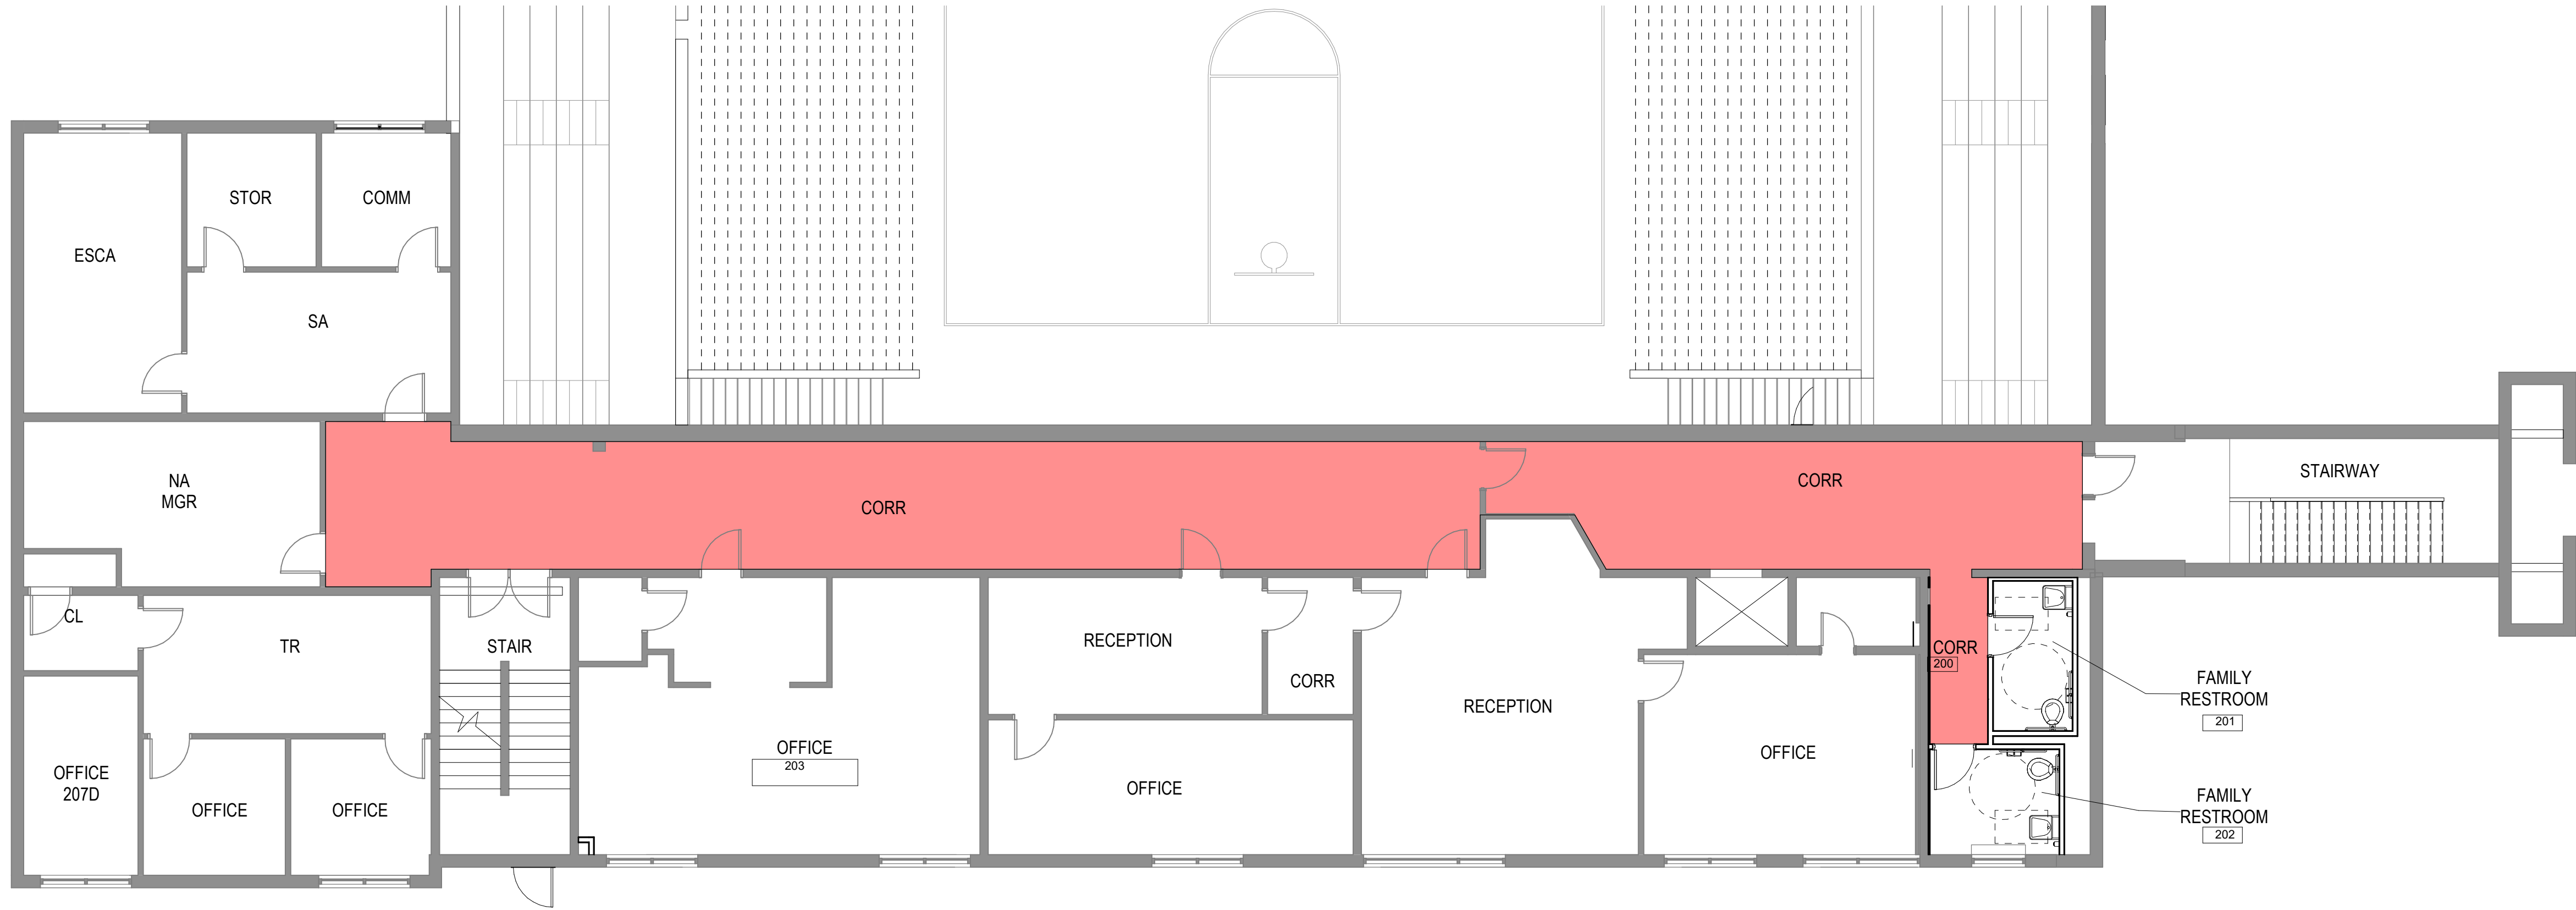 STOR
COMM
ESCA
SA
NA
MGR
CORR
CORR
STAIRWAY
CL
TR
STAIR
RECEPTION
CORR
RECEPTION
CORR
200
FAMILY
RESTROOM
201
OFFICE
207D
OFFICE
OFFICE
OFFICE
203
OFFICE
OFFICE
FAMILY
RESTROOM
202